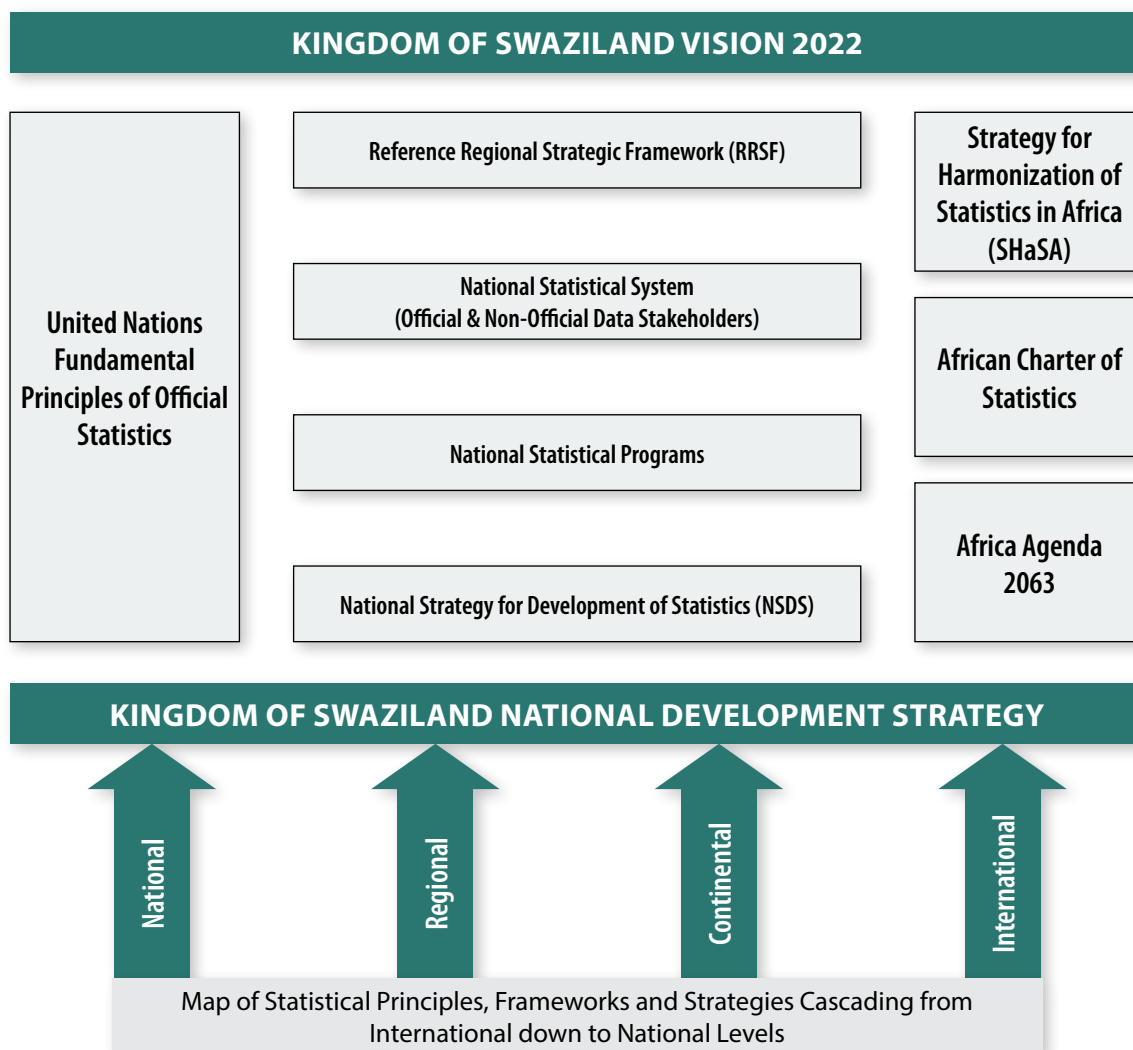 KINGDOM OF SWAZILAND VISION 2022
United Nations
Fundamental
Principles of Official
Statistics
Reference Regional Strategic Framework (RRSF)
National Statistical System
(Official & Non-Official Data Stakeholders)
National Statistical Programs
National Strategy for Development of Statistics (NSDS)
Strategy for
Harmonization of
Statistics in Africa
(SHaSA)
African Charter of
Statistics
Africa Agenda
2063
KINGDOM OF SWAZILAND NATIONAL DEVELOPMENT STRATEGY
National
Regional
Continental
International
Map of Statistical Principles, Frameworks and Strategies Cascading from
International down to National Levels